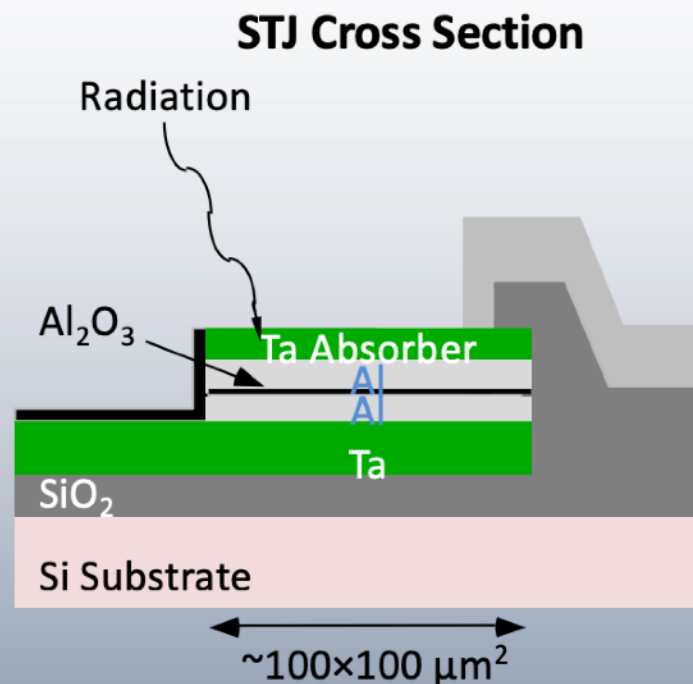 STJ Cross Section
Radiation
Al₂O₃
Ta Absorber
Al
Al
Ta
SiO₂
Si Substrate
~100×100 µm²